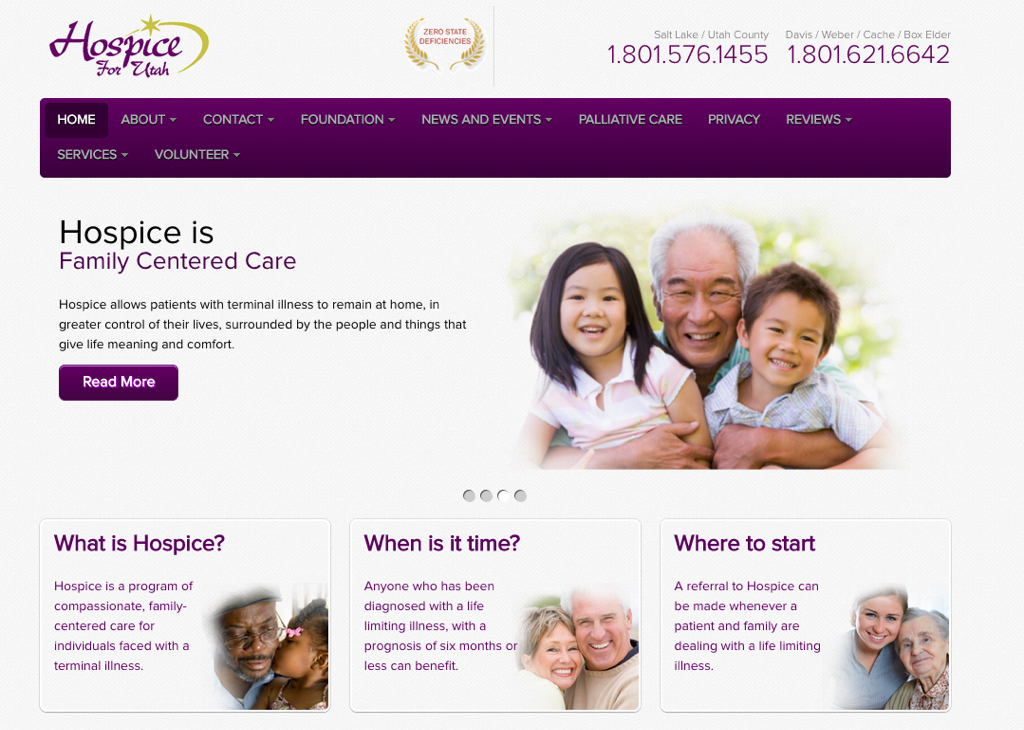 Hospice
For Utah
ZERO STATE
DEFICIENCIES
Salt Lake / Utah County
1.801.576.1455
Davis / Weber / Cache / Box Elder
1.801.621.6642
HOME ABOUT CONTACT FOUNDATION NEWS AND EVENTS PALLIATIVE CARE PRIVACY REVIEWS
SERVICES VOLUNTEER
Hospice is
Family Centered Care
Hospice allows patients with terminal illness to remain at home, in
greater control of their lives, surrounded by the people and things that
give life meaning and comfort.
Read More
What is Hospice?
Hospice is a program of
compassionate, family-
centered care for
individuals faced with a
terminal illness.
When is it time?
Anyone who has been
diagnosed with a life
limiting illness, with a
prognosis of six months or
less can benefit.
Where to start
A referral to Hospice can
be made whenever a
patient and family are
dealing with a life limiting
illness.